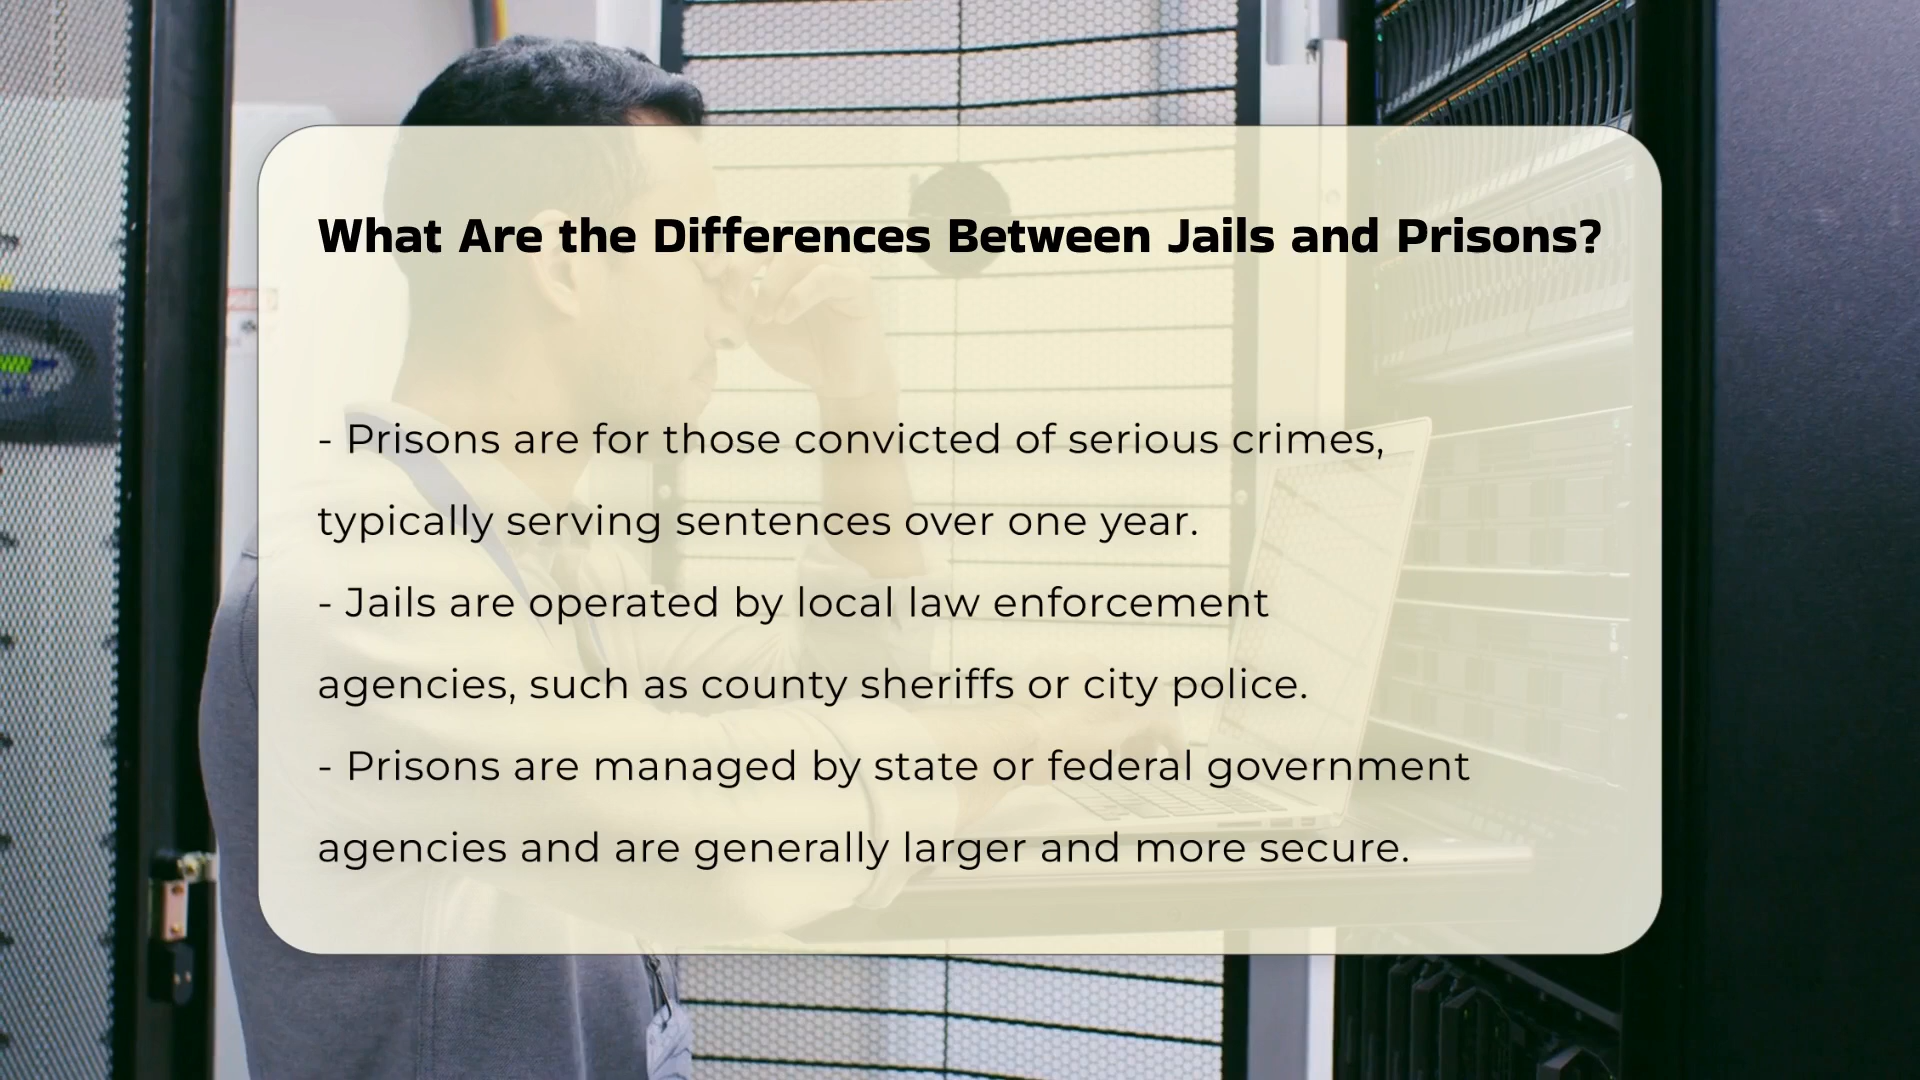 What Are the Differences Between Jails and Prisons?
- Prisons are for those convicted of serious crimes,
typically serving sentences over one year.
- Jails are operated by local law enforcement
agencies, such as county sheriffs or city police.
- Prisons are managed by state or federal government
agencies and are generally larger and more secure.